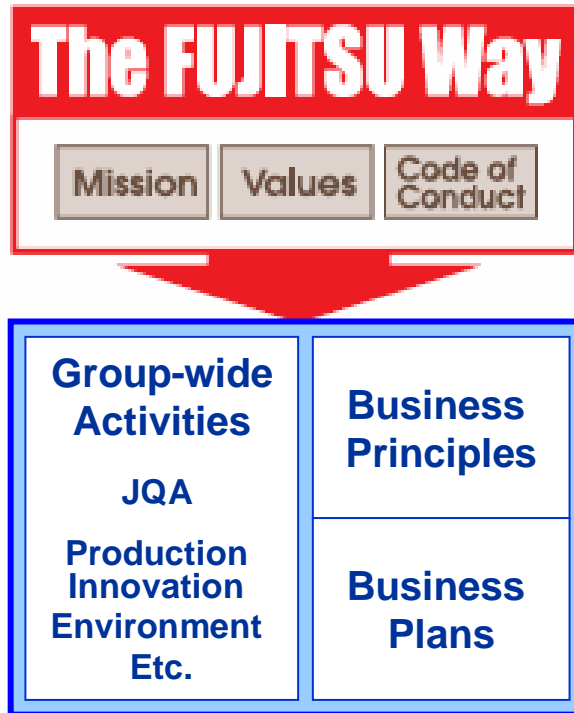 The FUJITSU Way
Mission
Values
Code of
Conduct
Group-wide
Activities
JQA
Production
Innovation
Environment
Etc.
Business
Principles
Business
Plans